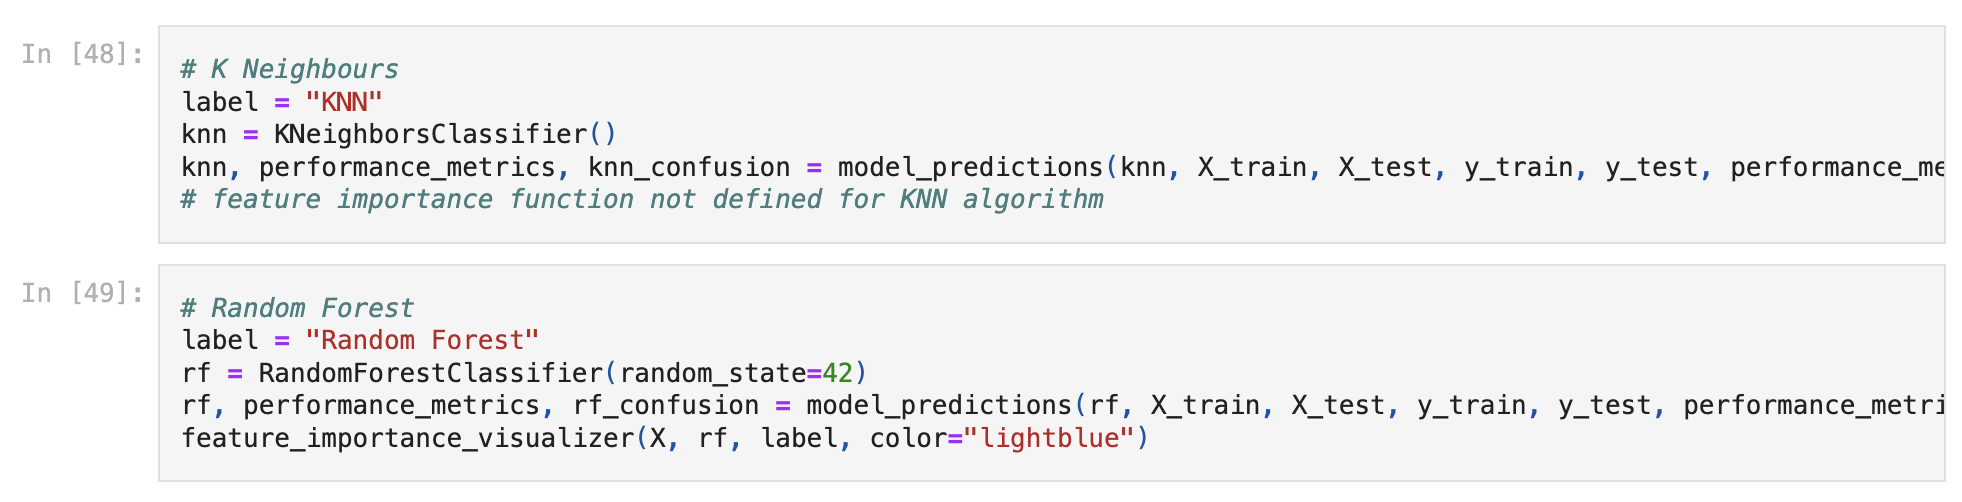 In [48]:
# K Neighbours
label = "KNN"
knn = KNeighborsClassifier()
knn, performance_metrics, knn_confusion = model_predictions(knn, X_train, X_test, y_train, y_test, performance_me
# feature importance function not defined for KNN algorithm
In [49]:
# Random Forest
label = "Random Forest"
rf = RandomForestClassifier(random_state=42)
rf, performance_metrics, rf_confusion = model_predictions(rf, X_train, X_test, y_train, y_test, performance_metri
feature_importance_visualizer(X, rf, label, color="lightblue")